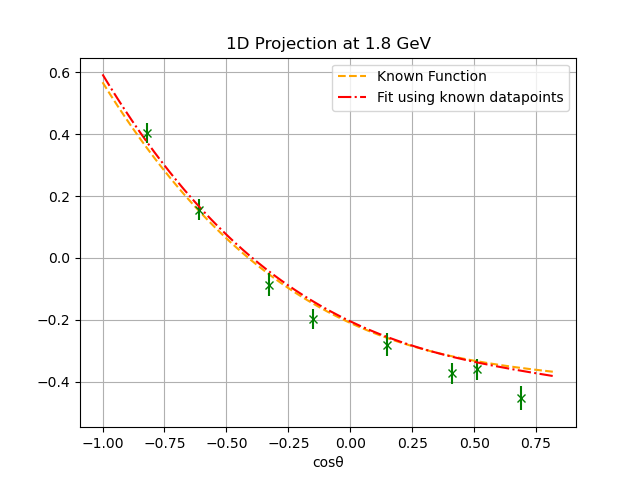 1D Projection at 1.8 GeV
Known Function
Fit using known datapoints
0.6
0.4
0.2
0.0
−0.2
−0.4
−1.00 −0.75 −0.50 −0.25 0.00 0.25 0.50 0.75
cosθ